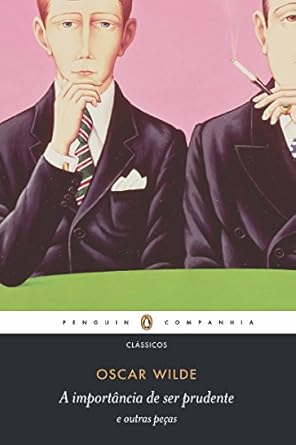 PENGUIN COMPANHIA
CLÁSSICOS
OSCAR WILDE
A importância de ser prudente
e outras peças